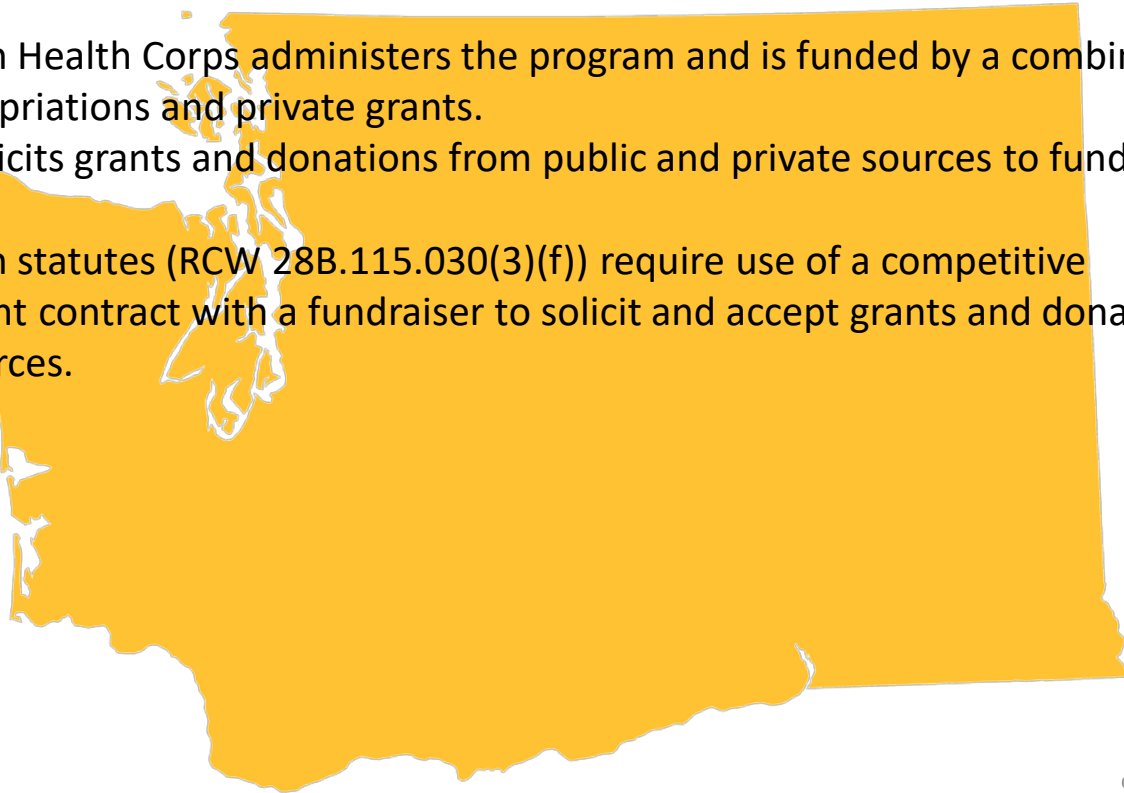 n Health Corps administers the program and is funded by a combin
priations and private grants.
icits grants and donations from public and private sources to fund
n statutes (RCW 28B.115.030(3)(f)) require use of a competitive
nt contract with a fundraiser to solicit and accept grants and dona
rces.